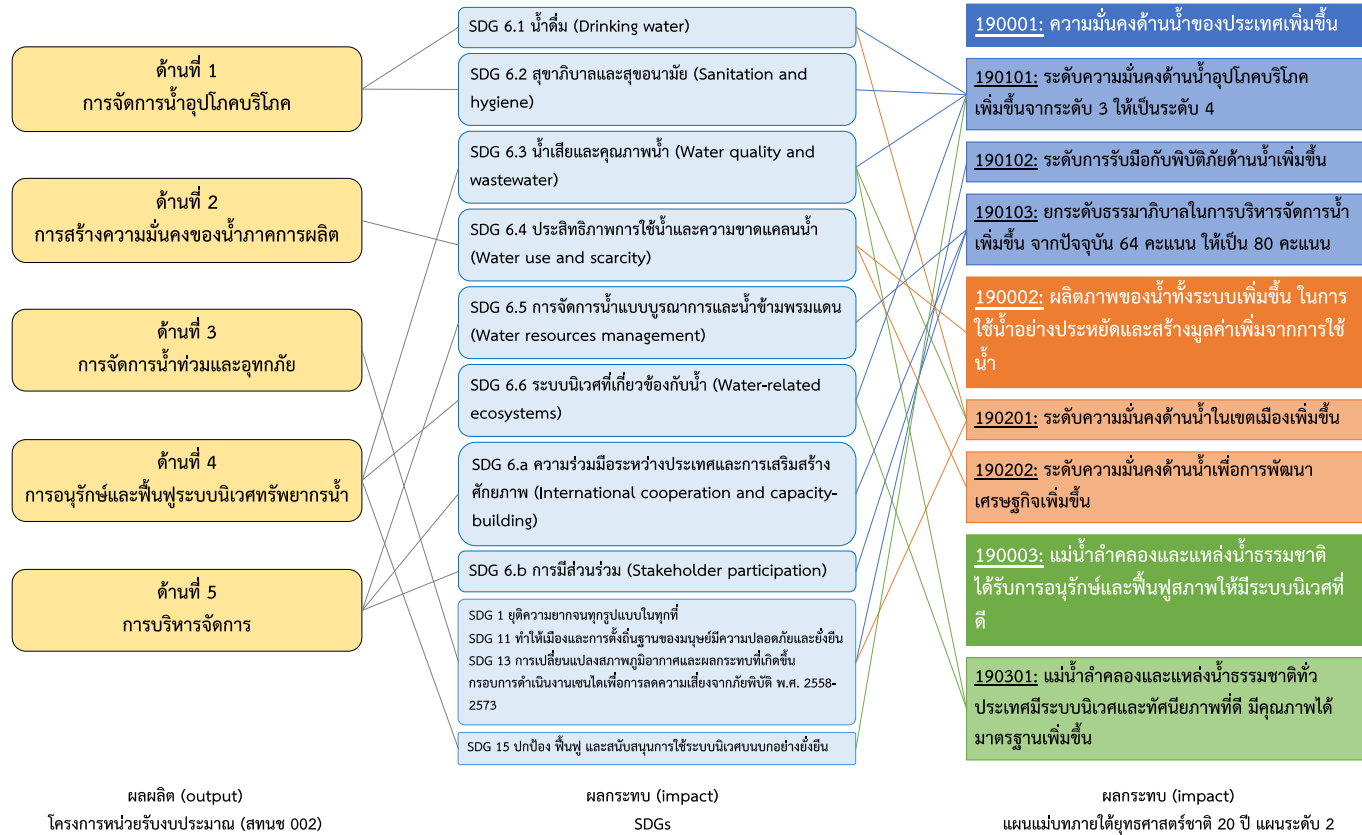 ด้านที่ 1
การจัดการน้ำอุปโภคบริโภค
ด้านที่ 2
การสร้างความมั่นคงของน้ำภาคการผลิต
ด้านที่ 3
การจัดการน้ำท่วมและอุทกภัย
ด้านที่ 4
การอนุรักษ์และฟื้นฟูระบบนิเวศทรัพยากรน้ำ
ด้านที่ 5
การบริหารจัดการ
ผลผลิต (output)
โครงการหน่วยรับงบประมาณ (สทนช 002)
SDG 6.1 น้ำดื่ม (Drinking water)
SDG 6.2 สุขาภิบาลและสุขอนามัย (Sanitation and
hygiene)
SDG 6.3 น้ำเสียและคุณภาพน้ำ (Water quality and
wastewater)
SDG 6.4 ประสิทธิภาพการใช้น้ำและความขาดแคลนน้ำ
(Water use and scarcity)
SDG 6.5 การจัดการน้ำแบบบูรณาการและน้ำข้ามพรมแดน
(Water resources management)
SDG 6.6 ระบบนิเวศที่เกี่ยวข้องกับน้ำ (Water-related
ecosystems)
SDG 6.a ความร่วมมือระหว่างประเทศและการเสริมสร้าง
ศักยภาพ (International cooperation and capacity-
building)
SDG 6.b การมีส่วนร่วม (Stakeholder participation)
SDG 1 ยุติความยากจนทุกรูปแบบในทุกที่
SDG 11 ทำให้เมืองและการตั้งถิ่นฐานของมนุษย์มีความปลอดภัยและยั่งยืน
SDG 13 การเปลี่ยนแปลงสภาพภูมิอากาศและผลกระทบที่เกิดขึ้น
กรอบการดำเนินงานเซนไดเพื่อการลดความเสี่ยงจากภัยพิบัติ พ.ศ. 2558-
2573
SDG 15 ปกป้อง ฟื้นฟู และสนับสนุนการใช้ระบบนิเวศบนบกอย่างยั่งยืน
ผลกระทบ (impact)
SDGs
190001: ความมั่นคงด้านน้ำของประเทศเพิ่มขึ้น
190101: ระดับความมั่นคงด้านน้ำอุปโภคบริโภค
เพิ่มขึ้นจากระดับ 3 ให้เป็นระดับ 4
190102: ระดับการรับมือกับพิบัติภัยด้านน้ำเพิ่มขึ้น
190103: ยกระดับธรรมาภิบาลในการบริหารจัดการน้ำ
เพิ่มขึ้น จากปัจจุบัน 64 คะแนน ให้เป็น 80 คะแนน
190002: ผลิตภาพของน้ำทั้งระบบเพิ่มขึ้น ในการ
ใช้น้ำอย่างประหยัดและสร้างมูลค่าเพิ่มจากการใช้
น้ำ
190201: ระดับความมั่นคงด้านน้ำในเขตเมืองเพิ่มขึ้น
190202: ระดับความมั่นคงด้านน้ำเพื่อการพัฒนา
เศรษฐกิจเพิ่มขึ้น
190003: แม่น้ำลำคลองและแหล่งน้ำธรรมชาติ
ได้รับการอนุรักษ์และฟื้นฟูสภาพให้มีระบบนิเวศที่
ดี
190301: แม่น้ำลำคลองและแหล่งน้ำธรรมชาติทั่ว
ประเทศมีระบบนิเวศและทัศนียภาพที่ดี มีคุณภาพได้
มาตรฐานเพิ่มขึ้น
ผลกระทบ (impact)
แผนแม่บทภายใต้ยุทธศาสตร์ชาติ 20 ปี แผนระดับ 2